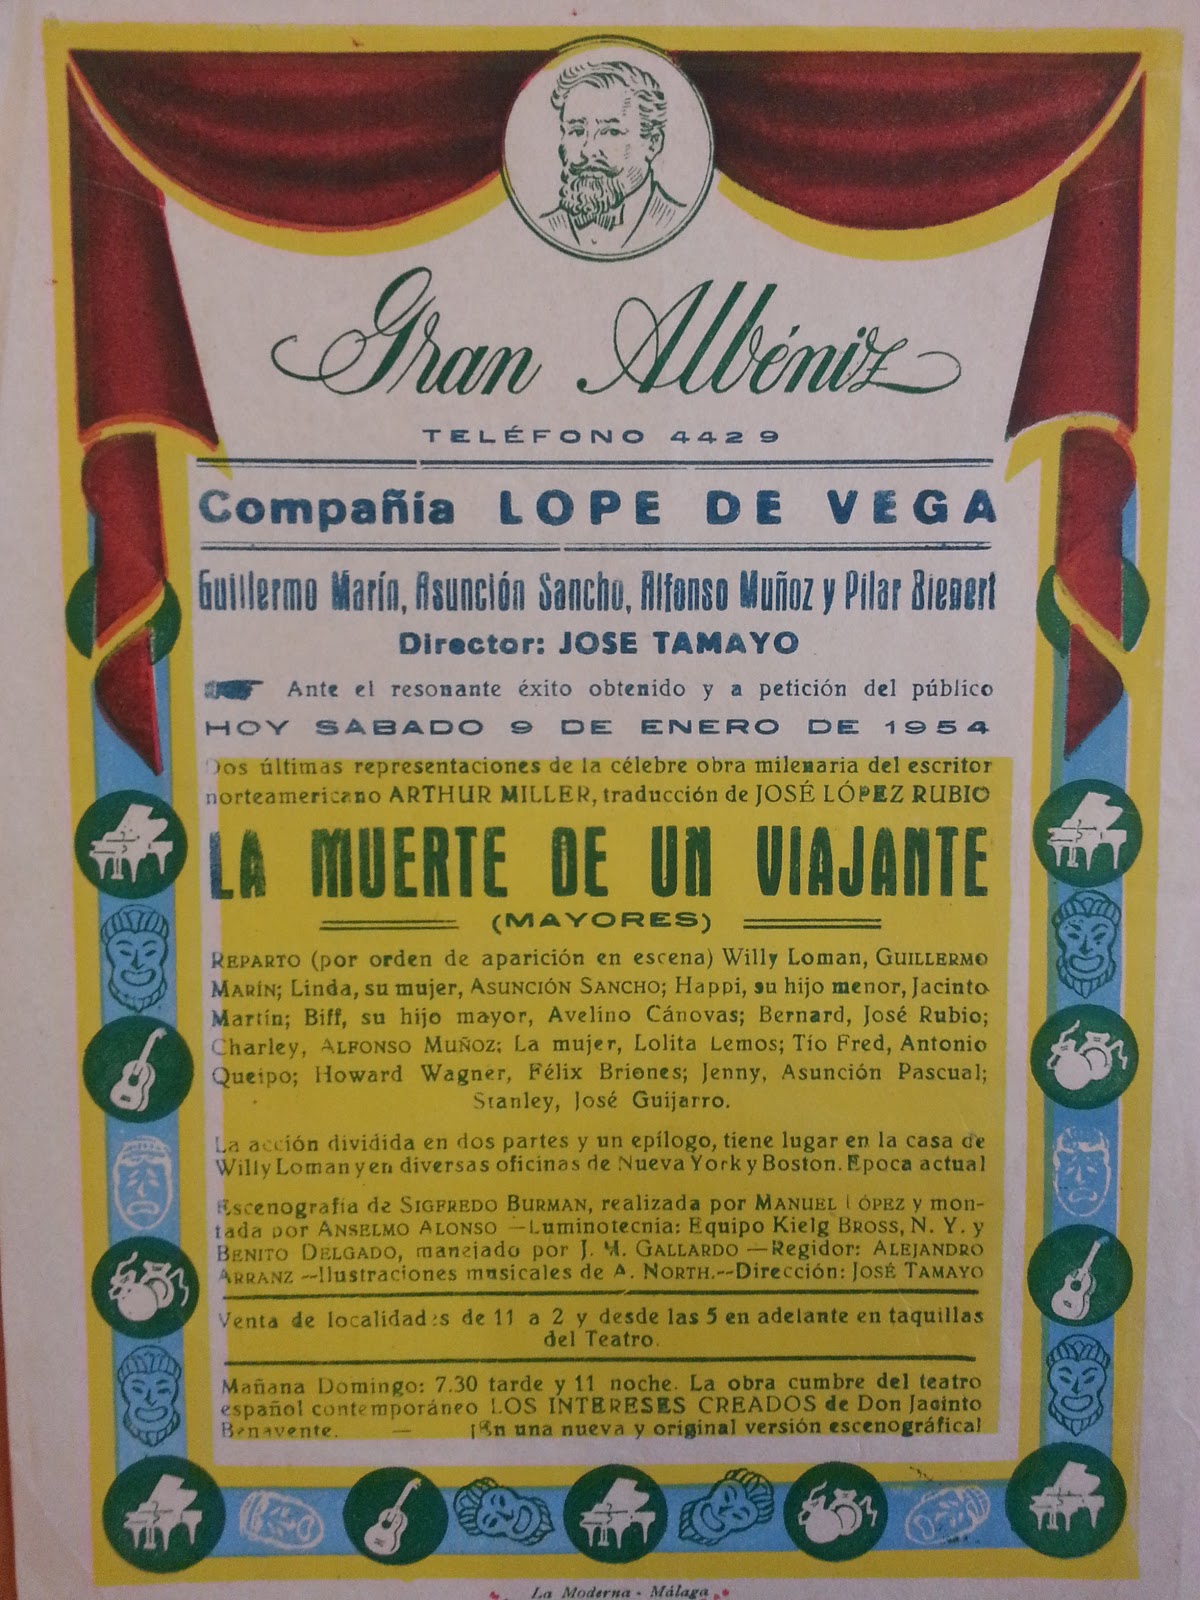 Gran Albéniz
TELÉFONO 4429
Compañía LOPE DE VEGA
Guillermo Marín, Asunción Sancho, Alfonso Muñoz y Pilar Biegert
Director: JOSE TAMAYO
Ante el resonante éxito obtenido y a petición del público
HOY SABADO 9 DE ENERO DE 1954
Dos últimas representaciones de la célebre obra milenaria del escritor
norteamericano ARTHUR MILLER, traducción de JOSÉ LÓPEZ RUBIO
LA MUERTE DE UN VIAJANTE
(MAYORES)
REPARTO (por orden de aparición en escena) Willy Loman, GUILLERMO
MARÍN; Linda, su mujer, ASUNCIÓN SANCHO; Happi, su hijo menor, Jacinto
Martín; Biff, su hijo mayor, Avelino Cánovas; Bernard, José Rubio;
Charley, ALFONSO MUÑOZ; La mujer, Lolita Lemos; Tío Fred, Antonio
Queipo; Howard Wagner, Félix Briones; Jenny, Asunción Pascual;
Stanley, José Guijarro.
La acción dividida en dos partes y un epílogo, tiene lugar en la casa de
Willy Loman y en diversas oficinas de Nueva York y Boston. Epoca actual
Escenografía de SIGFREDO BURMAN, realizada por MANUEL LÓPEZ y mon-
tada por ANSELMO ALONSO —Luminotecnia: Equipo Kielg BROSS, N. Y. y
BENITO DELGADO, manejado por J. M. GALLARDO —Regidor: ALEJANDRO
ARRANZ --Ilustraciones musicales de A. NORTH.--Dirección: JOSÉ TAMAYO
Venta de localidades de 11 a 2 y desde las 5 en adelante en taquillas
del Teatro.
Mañana Domingo: 7.30 tarde y 11 noche. La obra cumbre del teatro
español contemporáneo LOS INTERESES CREADOS de Don Jacinto
Benavente. — ¡En una nueva y original versión escenográfica!
La Moderna - Málaga